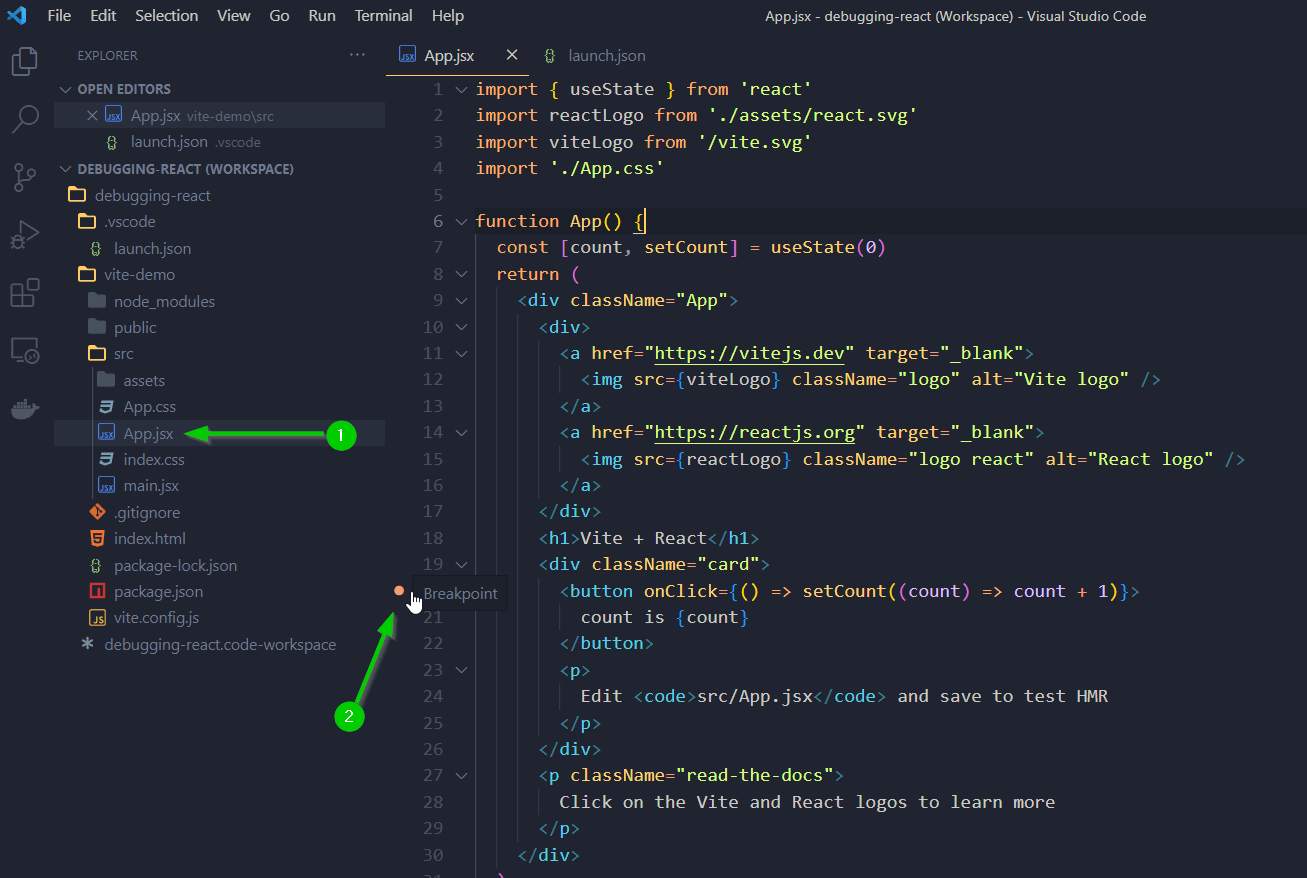 File Edit Selection View Go Run Terminal Help
App.jsx - debugging-react (Workspace) - Visual Studio Code
EXPLORER
OPEN EDITORS
JSX App.jsx vite-demo\src
{} launch.json .vscode
DEBUGGING-REACT (WORKSPACE)
debugging-react
.vscode
{} launch.json
vite-demo
node_modules
public
src
assets
App.css
JSX App.jsx
1
index.css
JSX main.jsx
.gitignore
index.html
{} package-lock.json
package.json
JS vite.config.js
* debugging-react.code-workspace
JSX App.jsx
{} launch.json
1 import { useState } from 'react'
2 import reactLogo from './assets/react.svg'
3 import viteLogo from '/vite.svg'
4 import './App.css'
5
6 function App() {
7 const [count, setCount] = useState(0)
8 return (
9 <div className="App">
10 <div>
11 <a href="https://vitejs.dev" target="_blank">
12 <img src={viteLogo} className="logo" alt="Vite logo" />
13 </a>
14 <a href="https://reactjs.org" target="_blank">
15 <img src={reactLogo} className="logo react" alt="React logo" />
16 </a>
17 </div>
18 <h1>Vite + React</h1>
19 <div className="card">
Breakpoint
<button onClick={() => setCount((count) => count + 1)}>
21 count is {count}
22 </button>
23 <p>
24 Edit <code>src/App.jsx</code> and save to test HMR
2
25 </p>
26 </div>
27 <p className="read-the-docs">
28 Click on the Vite and React logos to learn more
29 </p>
30 </div>